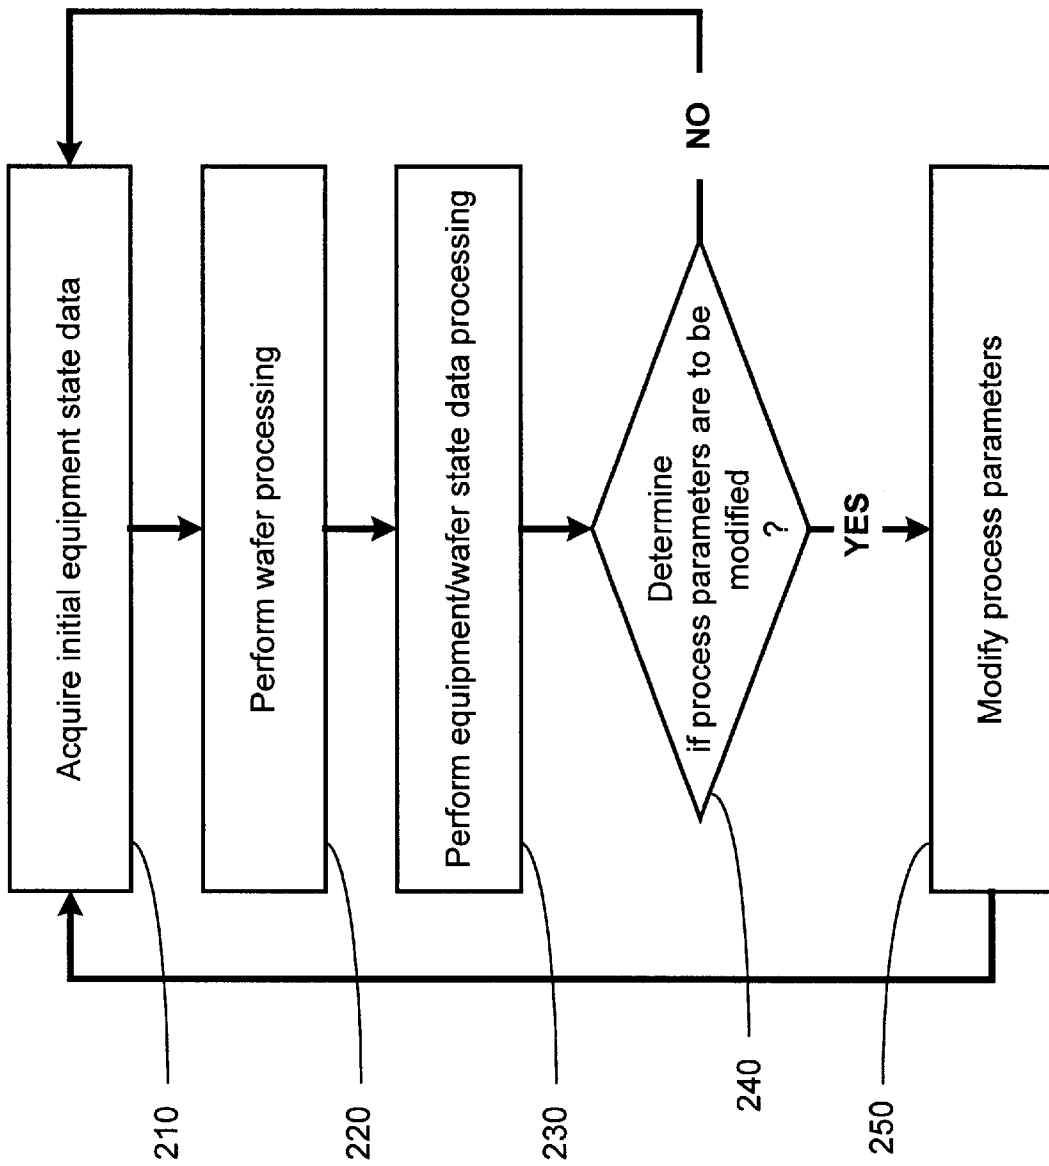 Acquire initial equipment state data
210
Perform wafer processing
220
Perform equipment/wafer state data processing
230
Determine
if process parameters are to be
modified
?
240
NO
YES
Modify process parameters
250